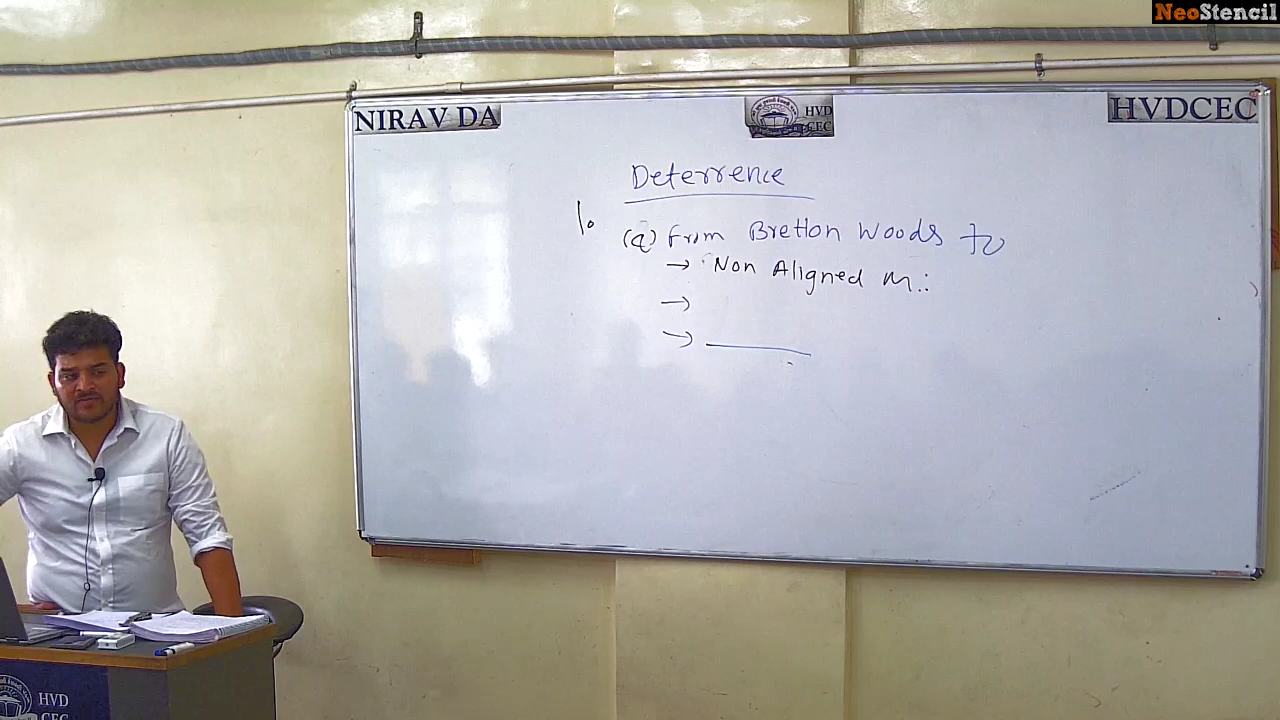 NeoStencil
NIRAV DA
HVD
CEC
HVDCEC
Deterrence
1.
(a) From Bretton Woods to
→ Non Aligned M.:
→
→
HVD
CEC